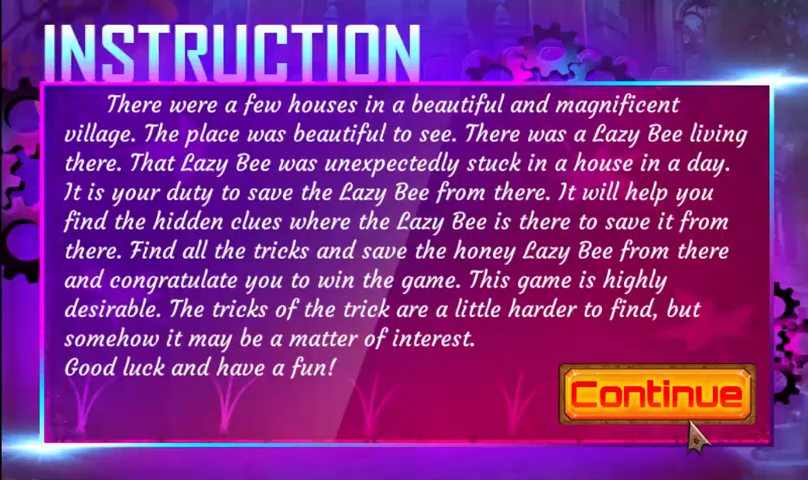 INSTRUCTION
There were a few houses in a beautiful and magnificent
village. The place was beautiful to see. There was a Lazy Bee living
there. That Lazy Bee was unexpectedly stuck in a house in a day.
It is your duty to save the Lazy Bee from there. It will help you
find the hidden clues where the Lazy Bee is there to save it from
there. Find all the tricks and save the honey Lazy Bee from there
and congratulate you to win the game. This game is highly
desirable. The tricks of the trick are a little harder to find, but
somehow it may be a matter of interest.
Good luck and have a fun!
Continue